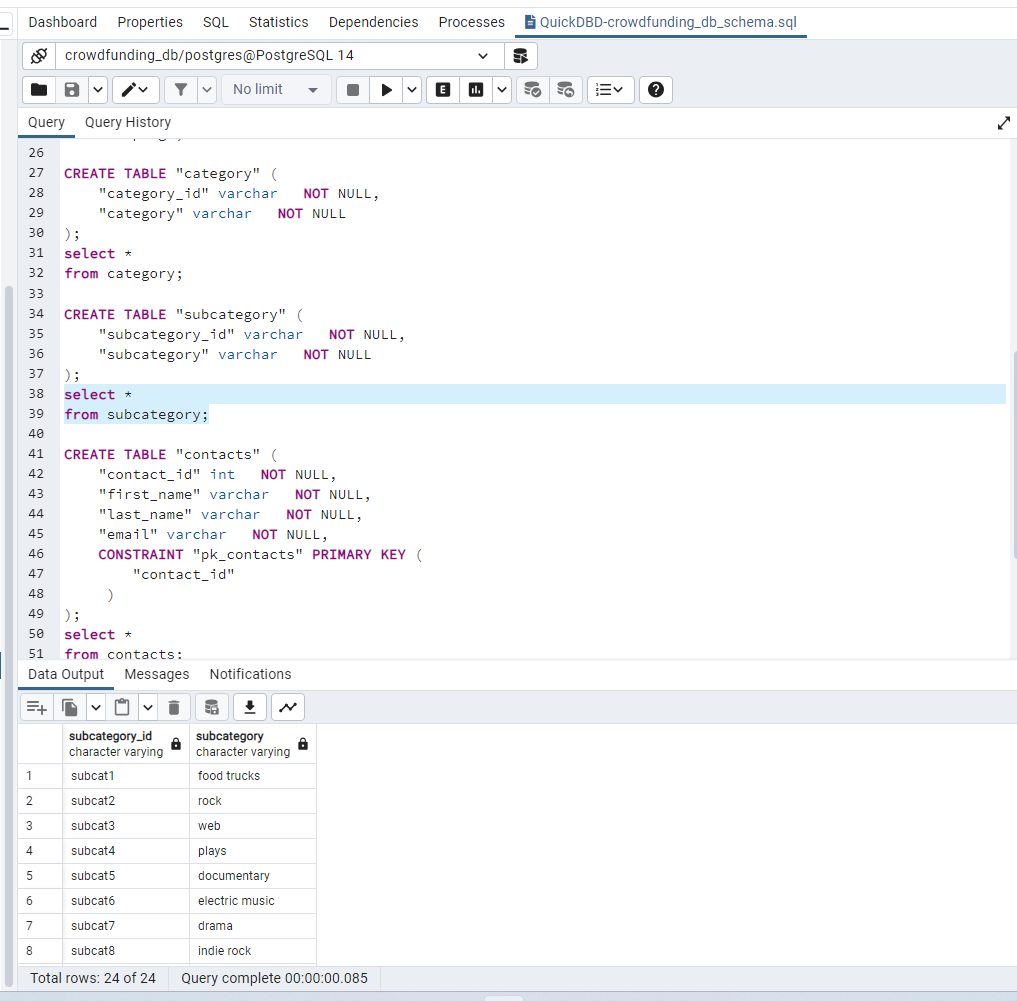 Dashboard Properties SQL Statistics Dependencies Processes QuickDBD-crowdfunding_db_schema.sql
crowdfunding_db/postgres@PostgreSQL 14
No limit E
Query Query History
26
27 CREATE TABLE "category" (
28 "category_id" varchar NOT NULL,
29 "category" varchar NOT NULL
30 );
31 select *
32 from category;
33
34 CREATE TABLE "subcategory" (
35 "subcategory_id" varchar NOT NULL,
36 "subcategory" varchar NOT NULL
37 );
38 select *
39 from subcategory;
40
41 CREATE TABLE "contacts" (
42 "contact_id" int NOT NULL,
43 "first_name" varchar NOT NULL,
44 "last_name" varchar NOT NULL,
45 "email" varchar NOT NULL,
46 CONSTRAINT "pk_contacts" PRIMARY KEY (
47 "contact_id"
48 )
49 );
50 select *
51 from contacts;
Data Output Messages Notifications
subcategory_id subcategory
character varying character varying
1 subcat1 food trucks
2 subcat2 rock
3 subcat3 web
4 subcat4 plays
5 subcat5 documentary
6 subcat6 electric music
7 subcat7 drama
8 subcat8 indie rock
Total rows: 24 of 24 Query complete 00:00:00.085